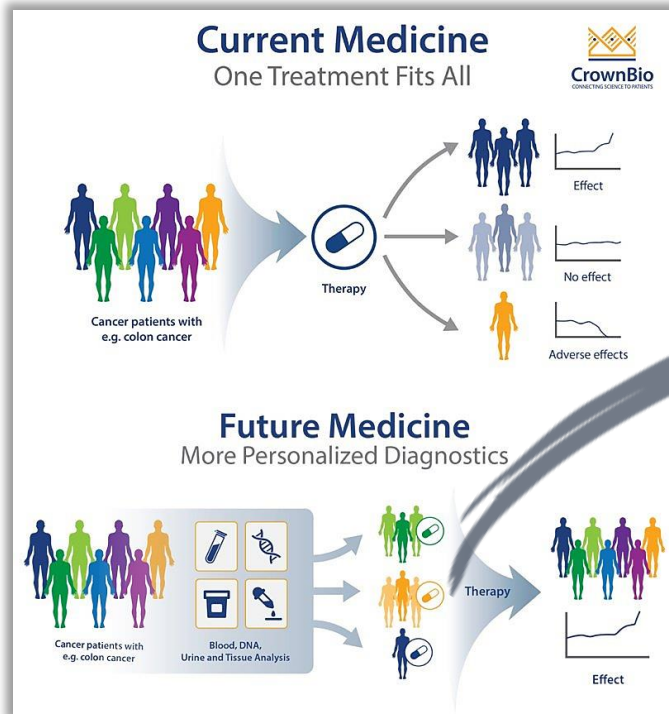 Current Medicine
One Treatment Fits All
CrownBio
CONNECTING SCIENCE TO PATIENTS
Effect
No effect
Adverse effects
Therapy
Cancer patients with
e.g. colon cancer
Future Medicine
More Personalized Diagnostics
Cancer patients with
e.g. colon cancer
Blood, DNA,
Urine and Tissue Analysis
Therapy
Effect